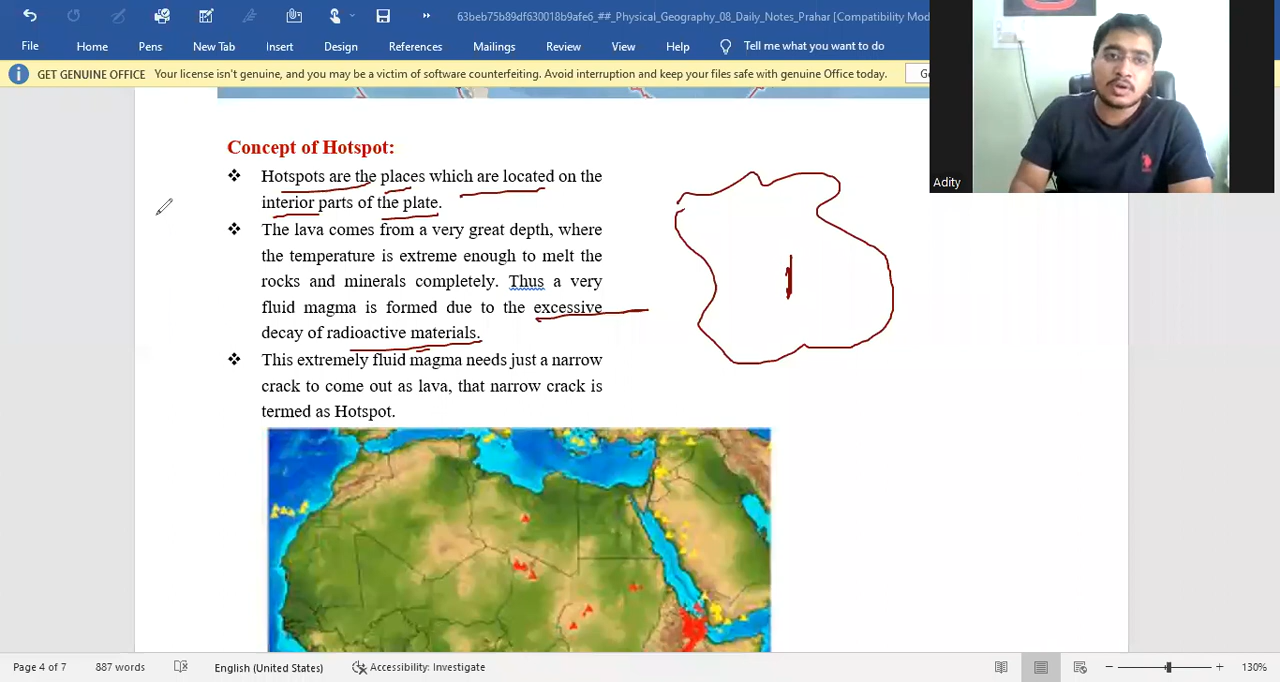 63beb75b89df630018b9afe6_##_Physical_Geography_08_Daily_Notes_Prahar [Compatibility Mod
File Home Pens New Tab Insert Draw Design References Mailings Review View Help Tell me what you want to do
GET GENUINE OFFICE Your license isn't genuine, and you may be a victim of software counterfeiting. Avoid interruption and keep your files safe with genuine Office today.
Adity
Concept of Hotspot:
Hotspots are the places which are located on the
interior parts of the plate.
The lava comes from a very great depth, where
the temperature is extreme enough to melt the
rocks and minerals completely. Thus a very
fluid magma is formed due to the excessive
decay of radioactive materials.
This extremely fluid magma needs just a narrow
crack to come out as lava, that narrow crack is
termed as Hotspot.
Page 4 of 7 887 words English (United States) Accessibility: Investigate 130%